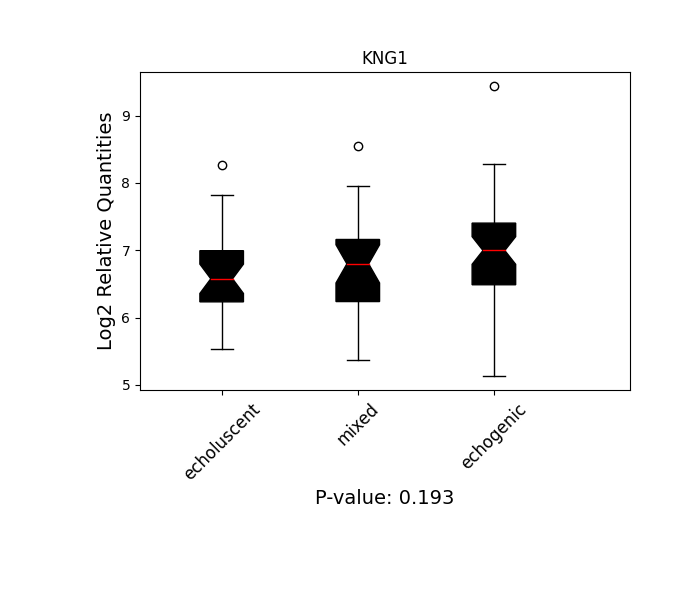 KNG1
Log2 Relative Quantities
9
8
7
6
5
echoluscent
mixed
echogenic
P-value: 0.193